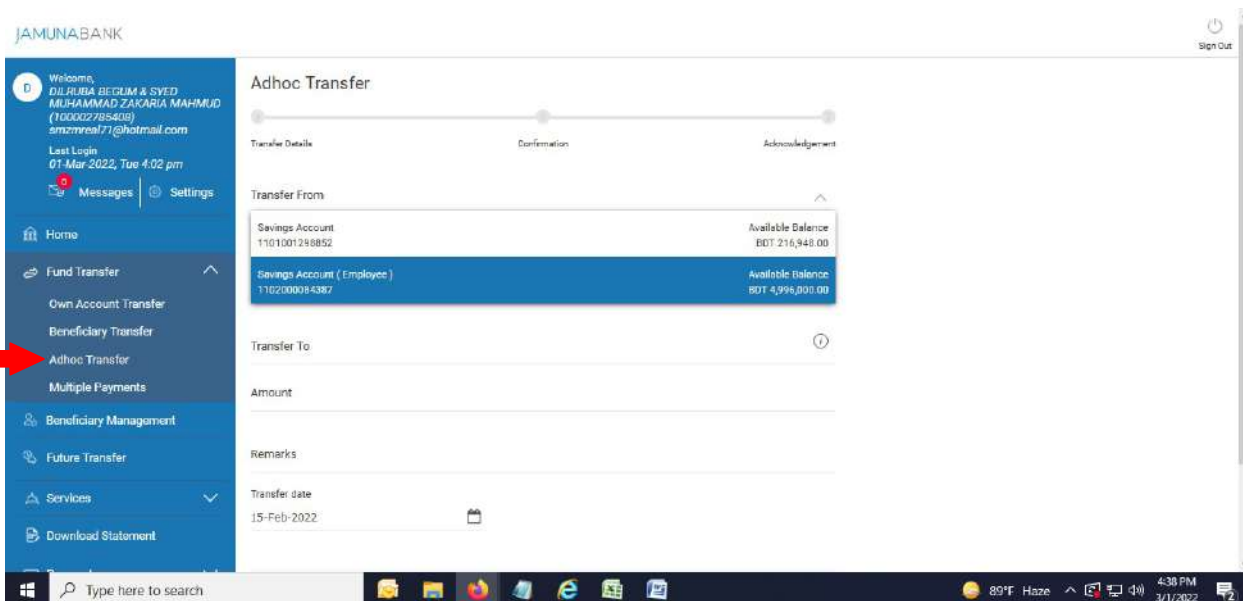 JAMUNABANK
Sign Out
D
Welcome,
DILRUBA BEGUM & SYED
MUHAMMAD ZAKARIA MAHMUD
(100002785408)
smzmreal71@hotmail.com
Last Login
01-Mar-2022, Tue 4:02 pm
0
Messages
Settings
Home
Fund Transfer
Own Account Transfer
Beneficiary Transfer
Adhoc Transfer
Multiple Payments
Beneficiary Management
Future Transfer
Services
Download Statement
Adhoc Transfer
Transfer Details
Confirmation
Acknowledgement
Transfer From
Savings Account
Available Balance
1101001298852
BDT 216,948.00
Savings Account ( Employee )
Available Balance
1102000084387
BDT 4,996,000.00
Transfer To
i
Amount
Remarks
Transfer date
15-Feb-2022
Type here to search
89°F Haze
4:38 PM
3/1/2022
2